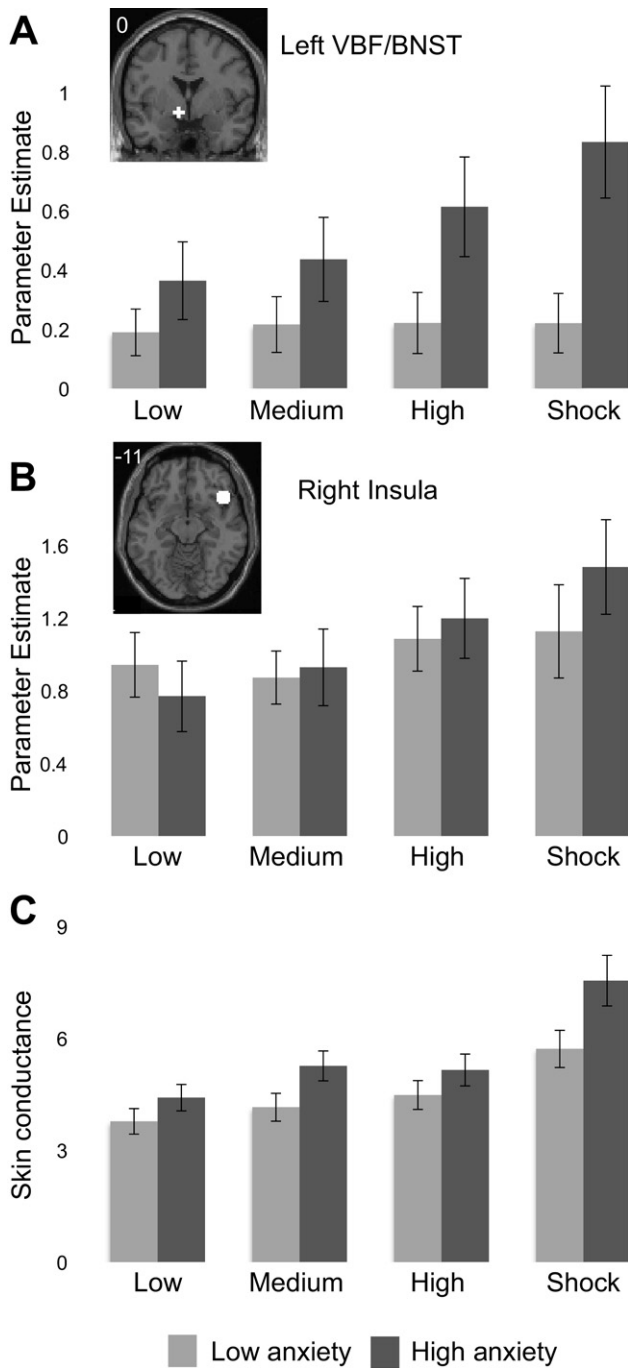 A
0
Left VBF/BNST
Parameter Estimate
1
0.8
0.6
0.4
0.2
0
Low Medium High Shock
B
-11
Right Insula
Parameter Estimate
1.6
1.2
0.8
0.4
0
Low Medium High Shock
C
Skin conductance
9
6
3
0
Low Medium High Shock
Low anxiety High anxiety